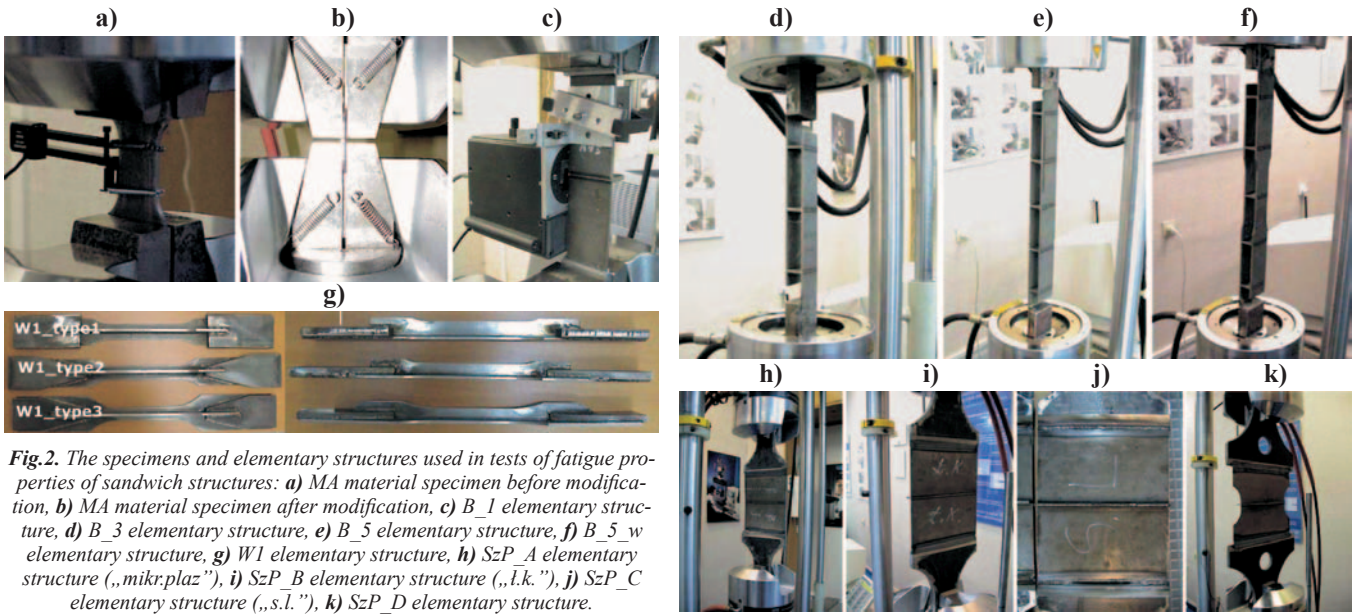 a)
b)
c)
d)
e)
f)
g)
W1_type1
W1_type2
W1_type3
h)
i)
j)
k)
Fig.2. The specimens and elementary structures used in tests of fatigue pro-
perties of sandwich structures: a) MA material specimen before modifica-
tion, b) MA material specimen after modification, c) B_1 elementary struc-
ture, d) B_3 elementary structure, e) B_5 elementary structure, f) B_5_w
elementary structure, g) W1 elementary structure, h) SzP_A elementary
structure („mikr.plaz”), i) SzP_B elementary structure („ł.k.”), j) SzP_C
elementary structure („s.l.”), k) SzP_D elementary structure.